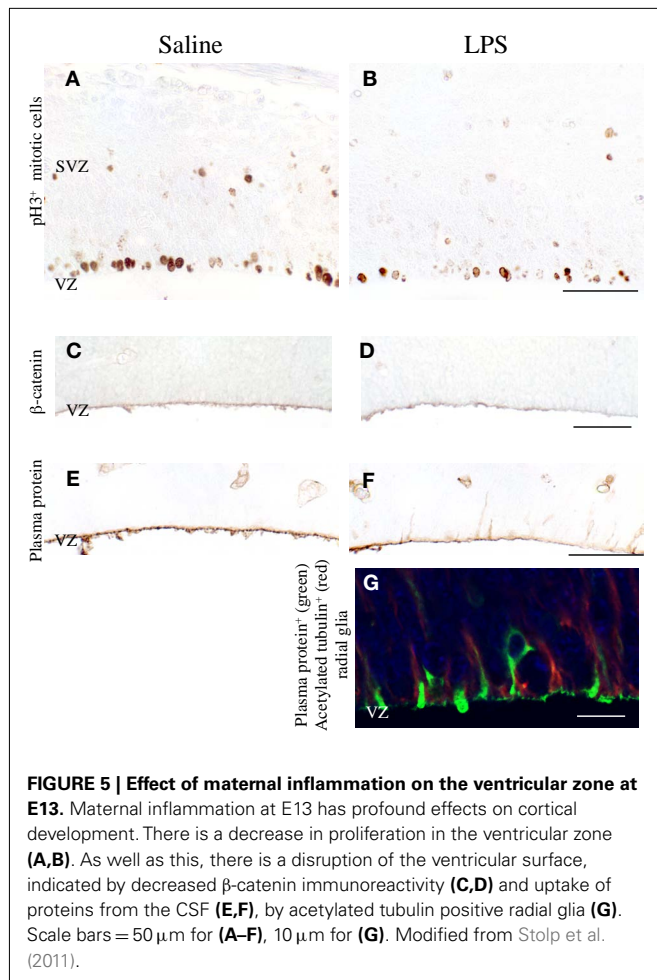 Saline
LPS
A
B
pH3⁺ mitotic cells
SVZ
VZ
C
D
β-catenin
VZ
E
F
Plasma protein
VZ
G
Plasma protein⁺ (green)
Acetylated tubulin⁺ (red)
radial glia
VZ
FIGURE 5 | Effect of maternal inflammation on the ventricular zone at
E13. Maternal inflammation at E13 has profound effects on cortical
development. There is a decrease in proliferation in the ventricular zone
(A,B). As well as this, there is a disruption of the ventricular surface,
indicated by decreased β-catenin immunoreactivity (C,D) and uptake of
proteins from the CSF (E,F), by acetylated tubulin positive radial glia (G).
Scale bars = 50 μm for (A–F), 10 μm for (G). Modified from Stolp et al.
(2011).